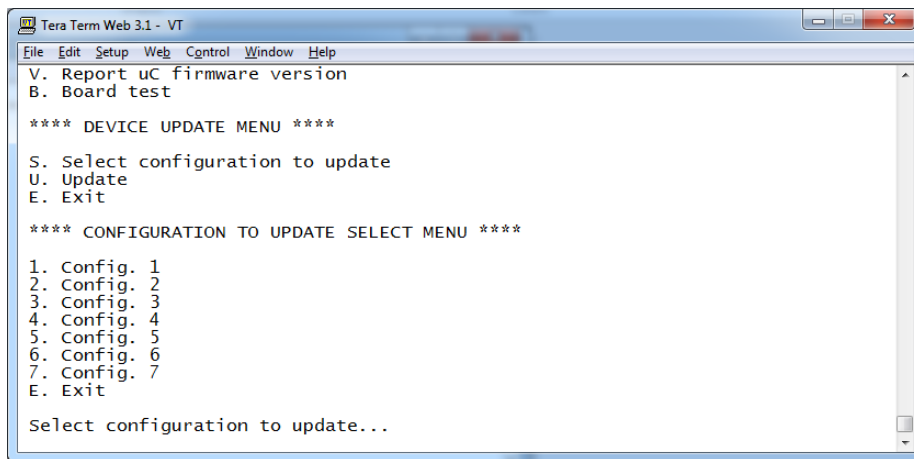 Tera Term Web 3.1 - VT
File Edit Setup Web Control Window Help
V. Report uC firmware version
B. Board test
**** DEVICE UPDATE MENU ****
S. Select configuration to update
U. Update
E. Exit
**** CONFIGURATION TO UPDATE SELECT MENU ****
1. Config. 1
2. Config. 2
3. Config. 3
4. Config. 4
5. Config. 5
6. Config. 6
7. Config. 7
E. Exit
Select configuration to update...